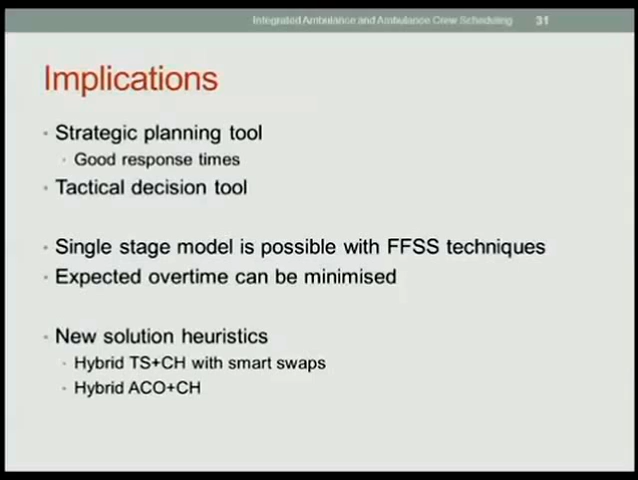 Integrated Ambulance and Ambulance Crew Scheduling 31
Implications
Strategic planning tool
Good response times
Tactical decision tool
Single stage model is possible with FFSS techniques
Expected overtime can be minimised
New solution heuristics
Hybrid TS+CH with smart swaps
Hybrid ACO+CH